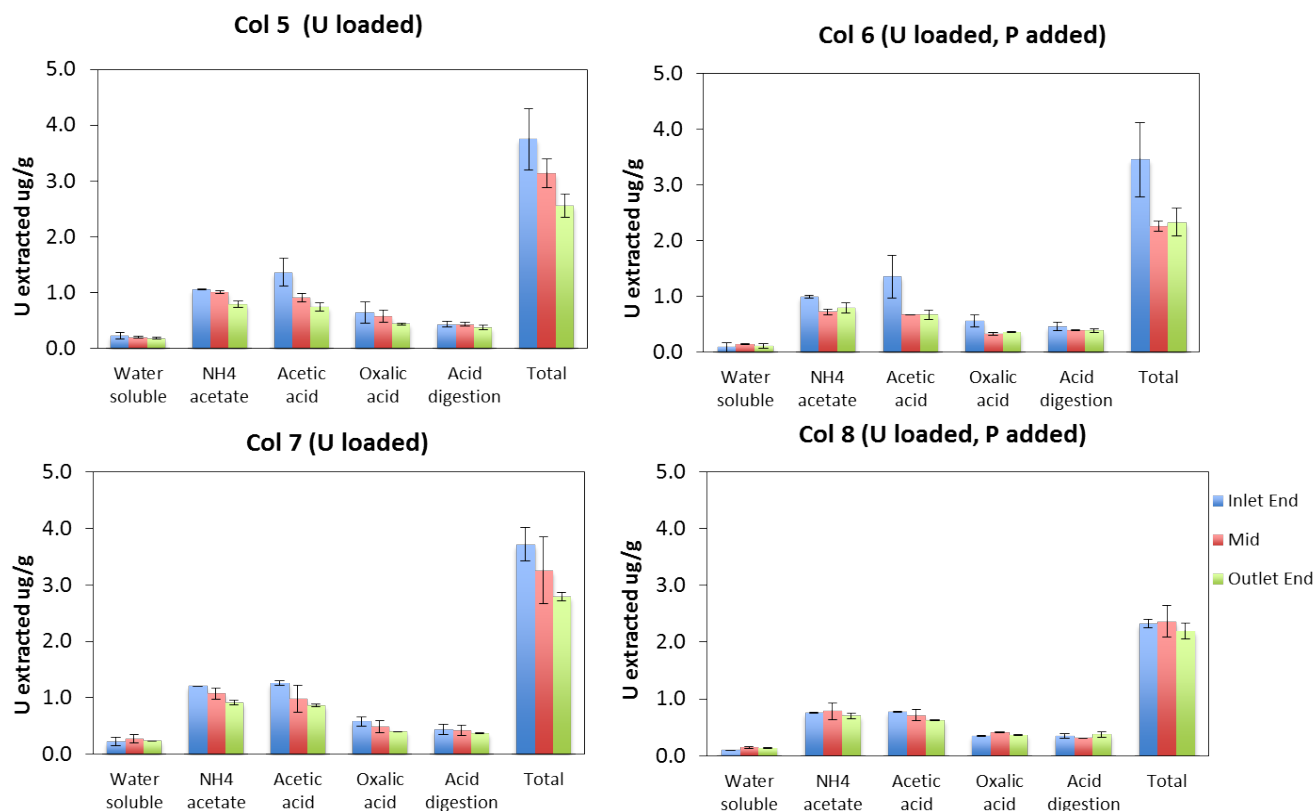 Col 5 (U loaded)
U extracted ug/g
5.0
4.0
3.0
2.0
1.0
0.0
Water soluble
NH4 acetate
Acetic acid
Oxalic acid
Acid digestion
Total
Col 6 (U loaded, P added)
U extracted ug/g
5.0
4.0
3.0
2.0
1.0
0.0
Water soluble
NH4 acetate
Acetic acid
Oxalic acid
Acid digestion
Total
Col 7 (U loaded)
U extracted ug/g
5.0
4.0
3.0
2.0
1.0
0.0
Water soluble
NH4 acetate
Acetic acid
Oxalic acid
Acid digestion
Total
Col 8 (U loaded, P added)
U extracted ug/g
5.0
4.0
3.0
2.0
1.0
0.0
Water soluble
NH4 acetate
Acetic acid
Oxalic acid
Acid digestion
Total
Inlet End
Mid
Outlet End